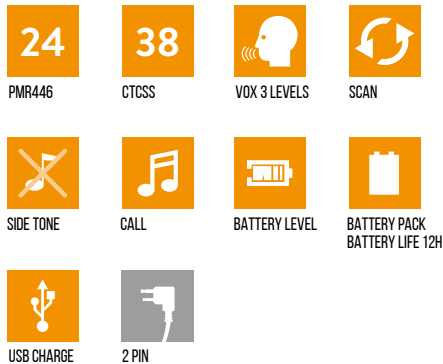 24
38
PMR446
CTCSS
VOX 3 LEVELS
SCAN
SIDE TONE
CALL
BATTERY LEVEL
BATTERY PACK
BATTERY LIFE 12H
USB CHARGE
2 PIN